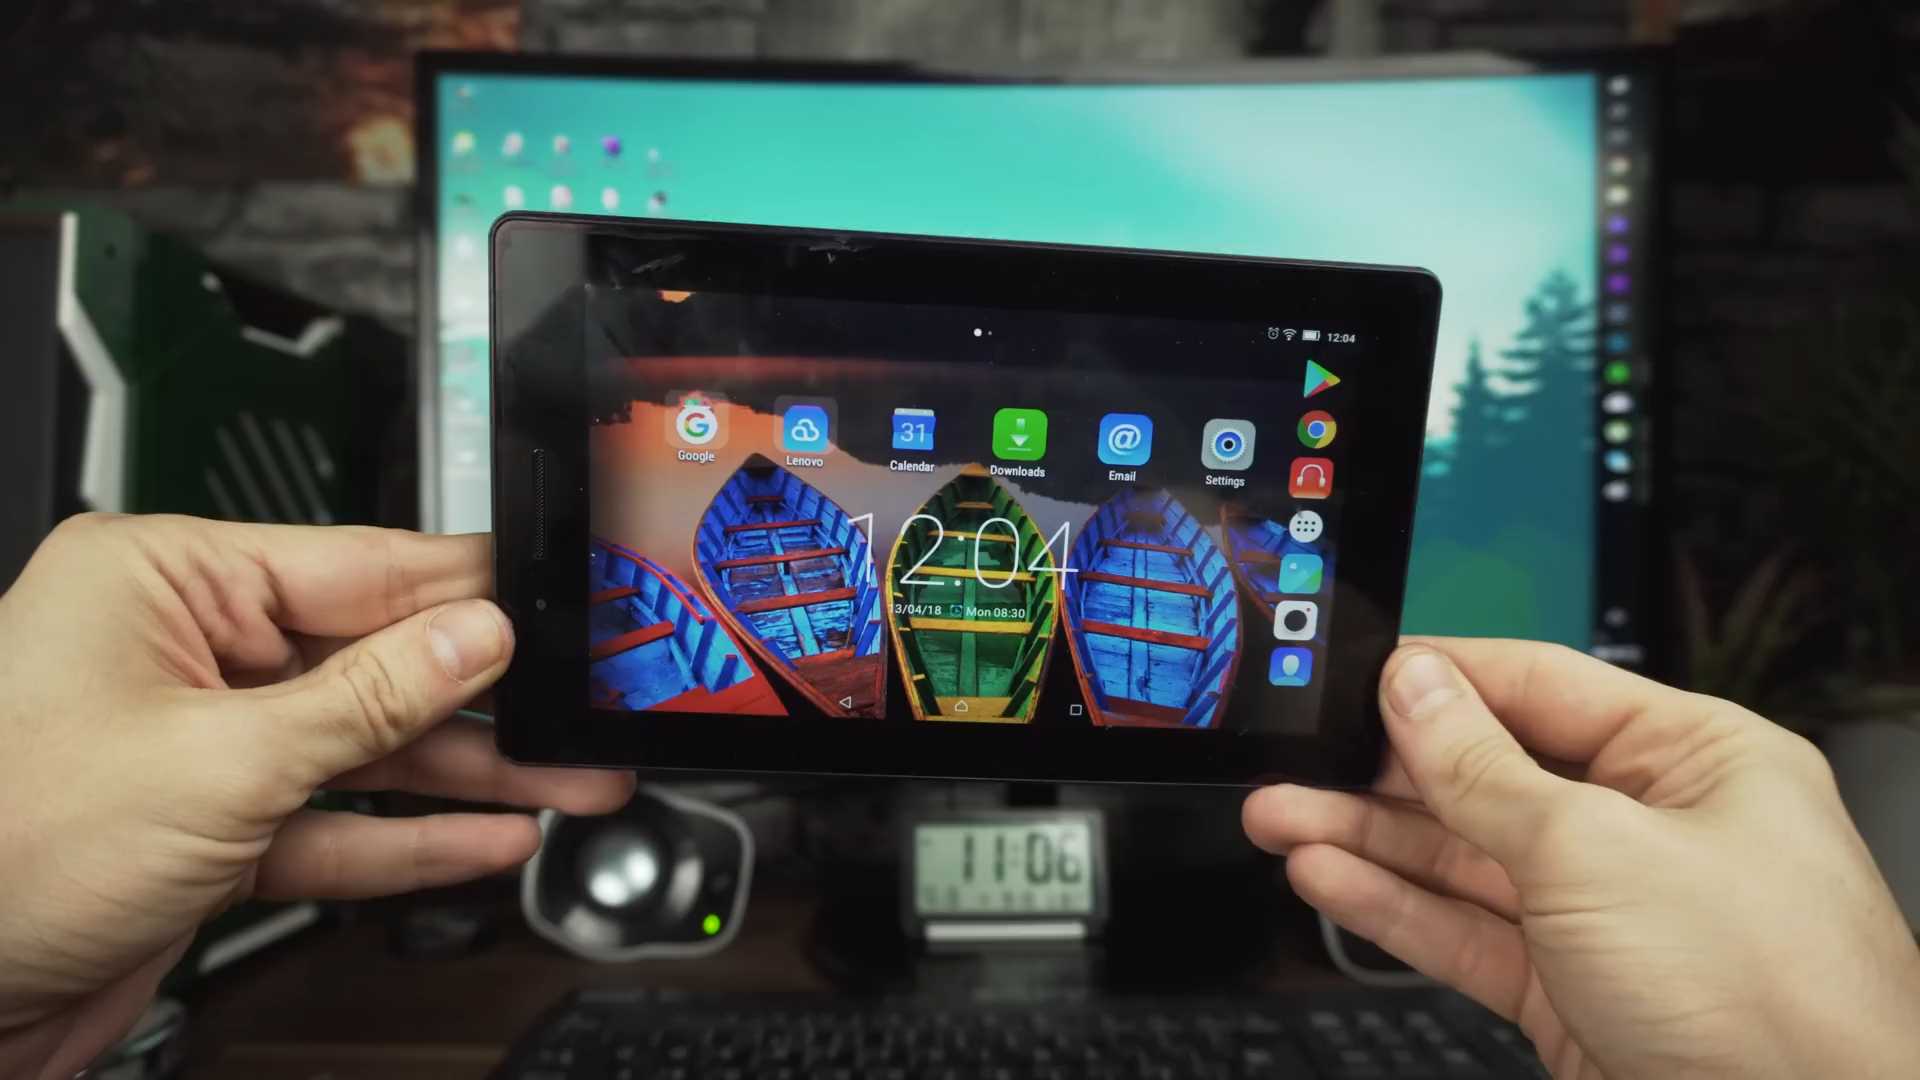 12:04
Google
Lenovo
31
Calendar
Downloads
@
Email
Settings
12:04
13/04/18 Mon 08:30
11:06